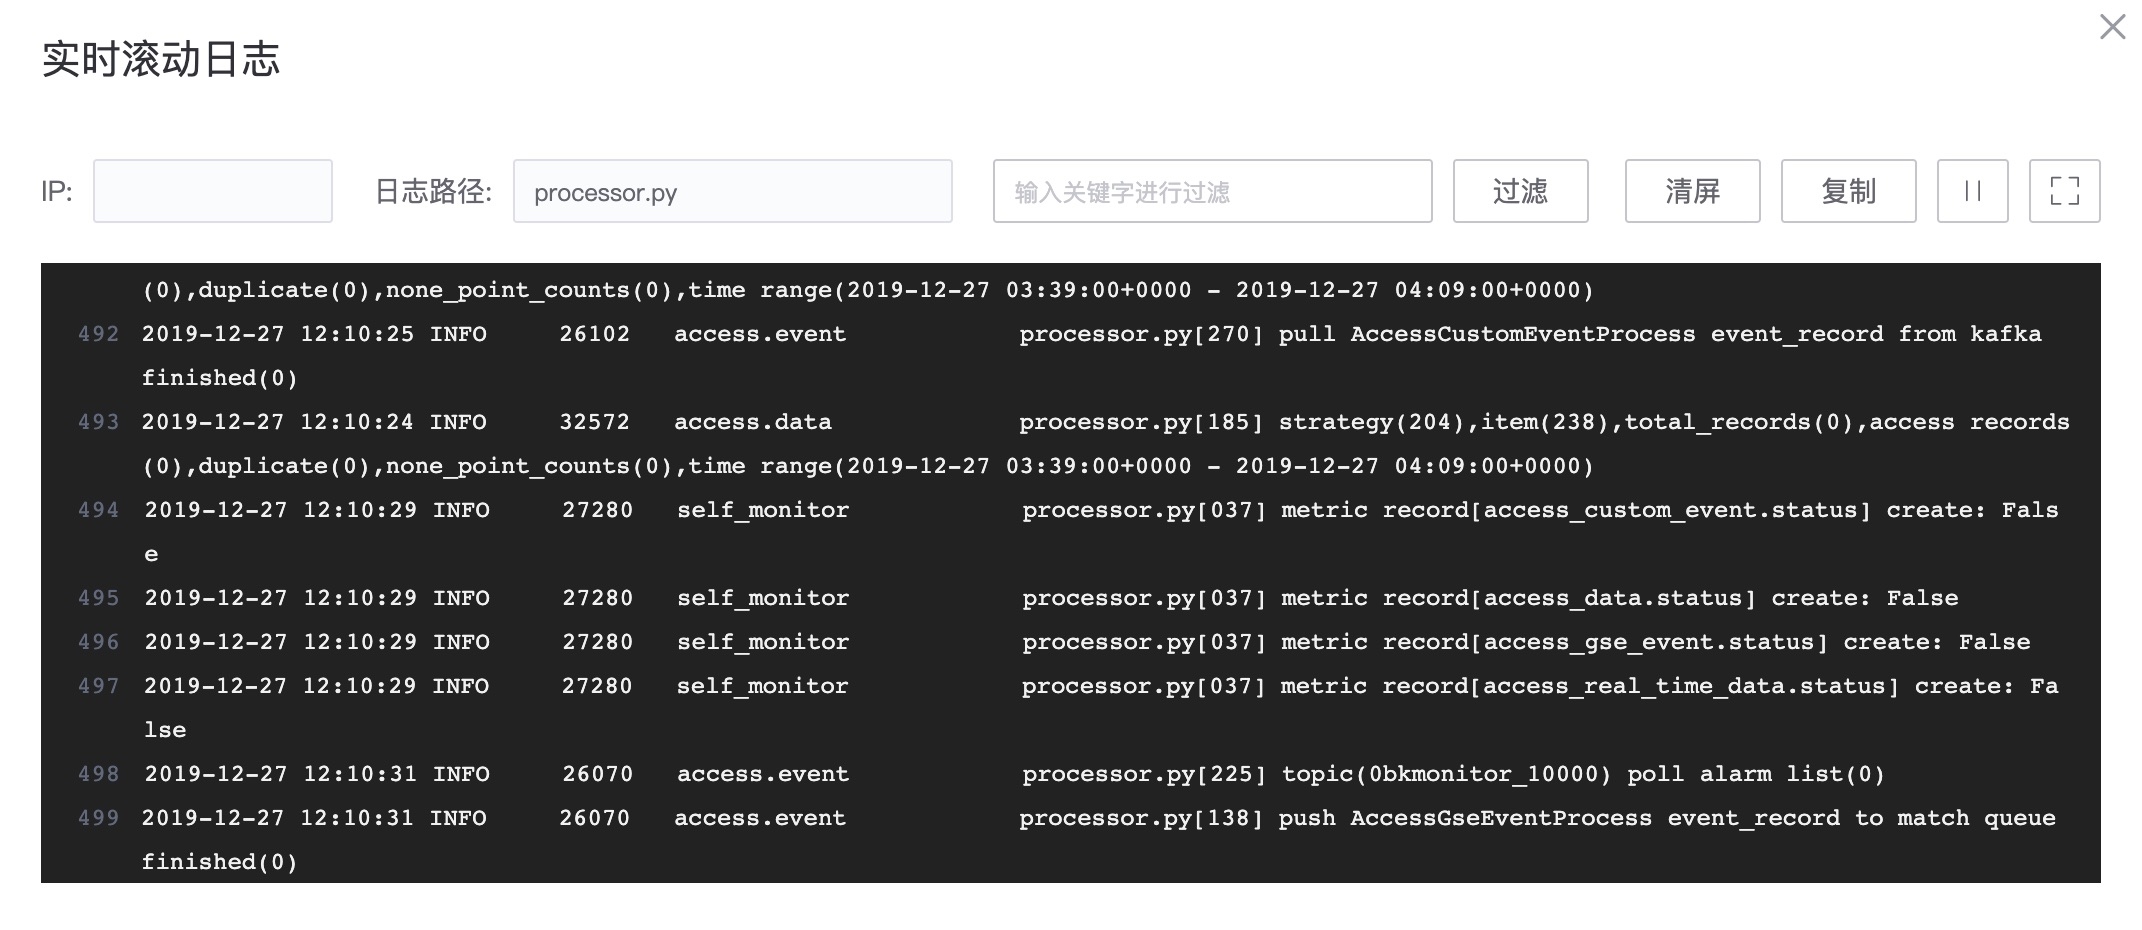 实时滚动日志
IP: 日志路径: processor.py 输入关键字进行过滤 过滤 清屏 复制
(0),duplicate(0),none_point_counts(0),time range(2019-12-27 03:39:00+0000 - 2019-12-27 04:09:00+0000)
492 2019-12-27 12:10:25 INFO 26102 access.event processor.py[270] pull AccessCustomEventProcess event_record from kafka
finished(0)
493 2019-12-27 12:10:24 INFO 32572 access.data processor.py[185] strategy(204),item(238),total_records(0),access records
(0),duplicate(0),none_point_counts(0),time range(2019-12-27 03:39:00+0000 - 2019-12-27 04:09:00+0000)
494 2019-12-27 12:10:29 INFO 27280 self_monitor processor.py[037] metric record[access_custom_event.status] create: Fals
e
495 2019-12-27 12:10:29 INFO 27280 self_monitor processor.py[037] metric record[access_data.status] create: False
496 2019-12-27 12:10:29 INFO 27280 self_monitor processor.py[037] metric record[access_gse_event.status] create: False
497 2019-12-27 12:10:29 INFO 27280 self_monitor processor.py[037] metric record[access_real_time_data.status] create: Fa
lse
498 2019-12-27 12:10:31 INFO 26070 access.event processor.py[225] topic(0bkmonitor_10000) poll alarm list(0)
499 2019-12-27 12:10:31 INFO 26070 access.event processor.py[138] push AccessGseEventProcess event_record to match queue
finished(0)